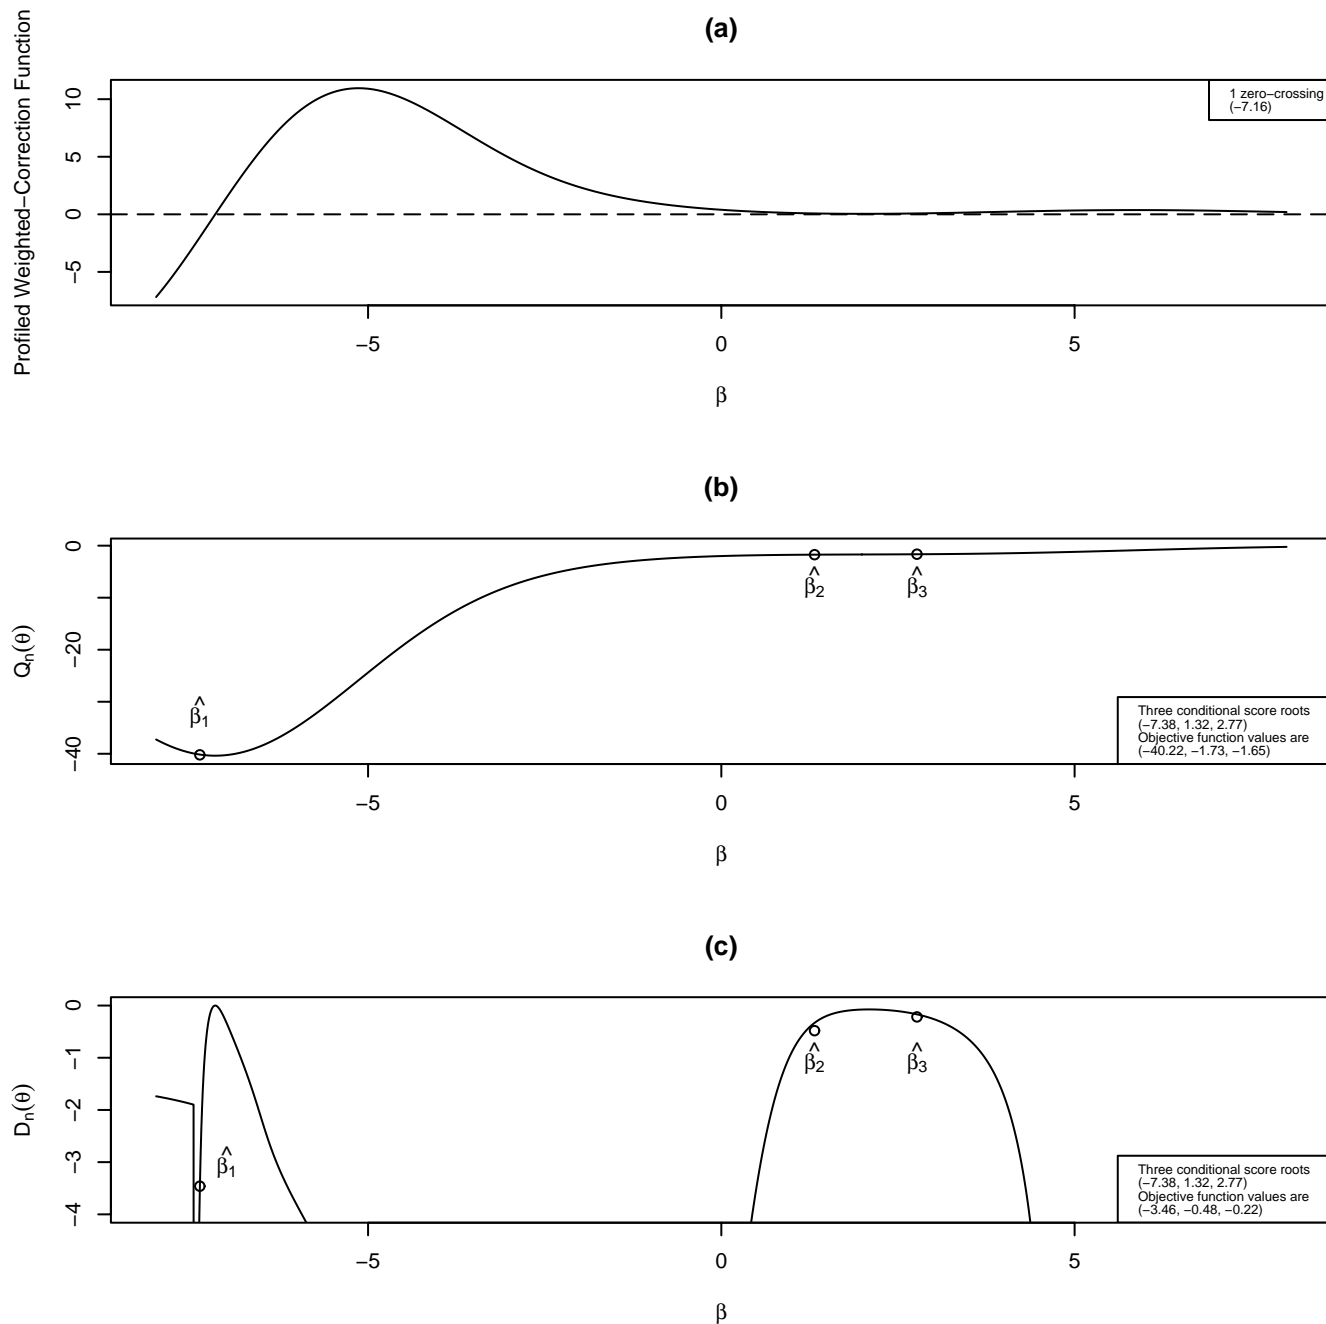 (a)
Profiled Weighted−Correction Function
10
5
0
−5
1 zero−crossing
(−7.16)
−5 0 5
β
(b)
Qn(θ)
0
−20
−40
β̂1
β̂2
β̂3
Three conditional score roots
(−7.38, 1.32, 2.77)
Objective function values are
(−40.22, −1.73, −1.65)
−5 0 5
β
(c)
Dn(θ)
0
−1
−2
−3
−4
β̂1
β̂2
β̂3
Three conditional score roots
(−7.38, 1.32, 2.77)
Objective function values are
(−3.46, −0.48, −0.22)
−5 0 5
β